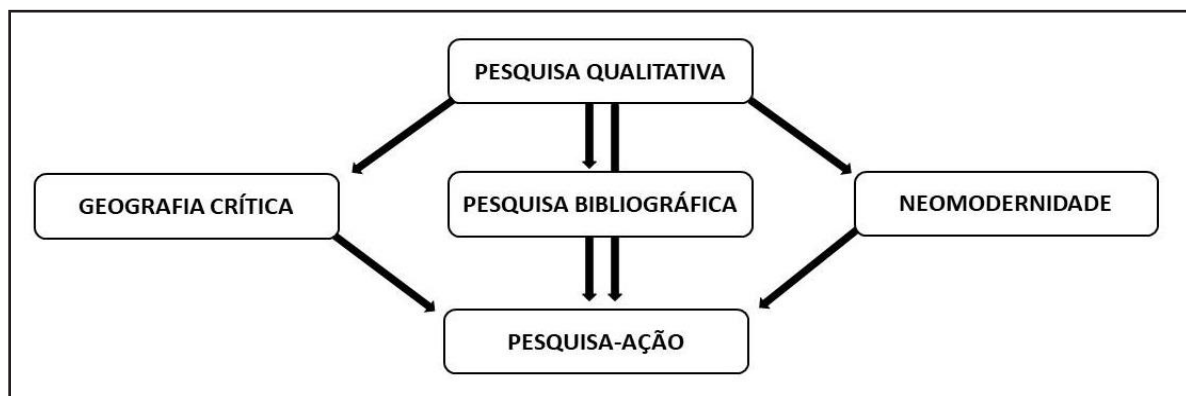 PESQUISA QUALITATIVA
GEOGRAFIA CRÍTICA
PESQUISA BIBLIOGRÁFICA
NEOMODERNIDADE
PESQUISA-AÇÃO